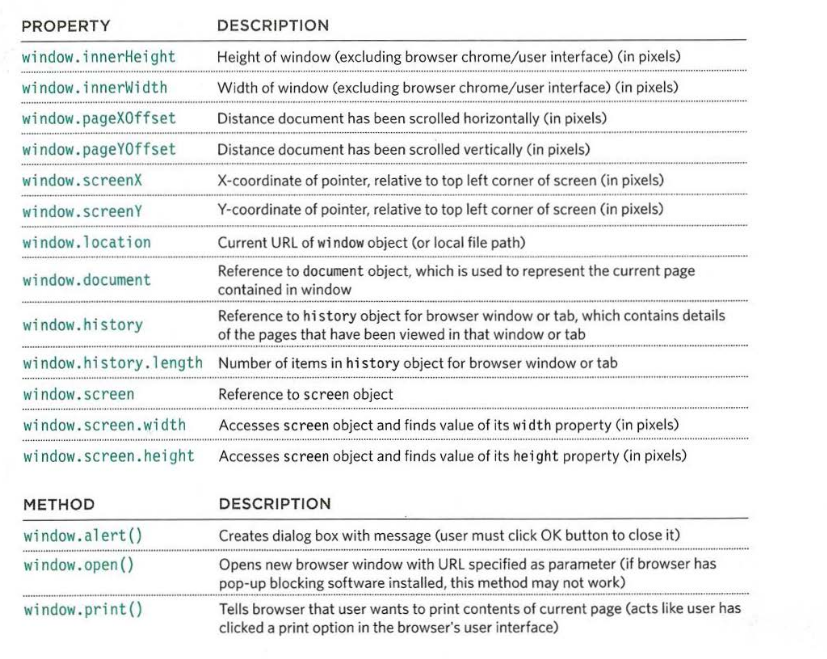 PROPERTY DESCRIPTION
window.innerHeight Height of window (excluding browser chrome/user interface) (in pixels)
window.innerWidth Width of window (excluding browser chrome/user interface) (in pixels)
window.pageXOffset Distance document has been scrolled horizontally (in pixels)
window.pageYOffset Distance document has been scrolled vertically (in pixels)
window.screenX X-coordinate of pointer, relative to top left corner of screen (in pixels)
window.screenY Y-coordinate of pointer, relative to top left corner of screen (in pixels)
window.location Current URL of window object (or local file path)
window.document Reference to document object, which is used to represent the current page
contained in window
window.history Reference to history object for browser window or tab, which contains details
of the pages that have been viewed in that window or tab
window.history.length Number of items in history object for browser window or tab
window.screen Reference to screen object
window.screen.width Accesses screen object and finds value of its width property (in pixels)
window.screen.height Accesses screen object and finds value of its height property (in pixels)
METHOD DESCRIPTION
window.alert() Creates dialog box with message (user must click OK button to close it)
window.open() Opens new browser window with URL specified as parameter (if browser has
pop-up blocking software installed, this method may not work)
window.print() Tells browser that user wants to print contents of current page (acts like user has
clicked a print option in the browser's user interface)